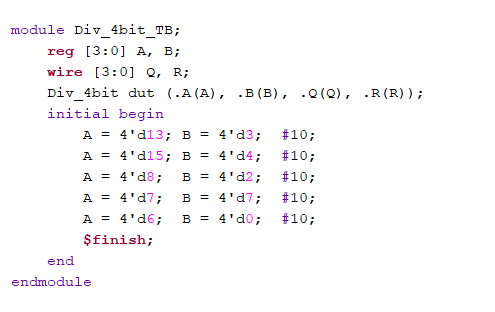 module Div_4bit_TB;
    reg [3:0] A, B;
    wire [3:0] Q, R;
    Div_4bit dut (.A(A), .B(B), .Q(Q), .R(R));
    initial begin
        A = 4'd13; B = 4'd3;  #10;
        A = 4'd15; B = 4'd4;  #10;
        A = 4'd8;  B = 4'd2;  #10;
        A = 4'd7;  B = 4'd7;  #10;
        A = 4'd6;  B = 4'd0;  #10;
        $finish;
    end
endmodule